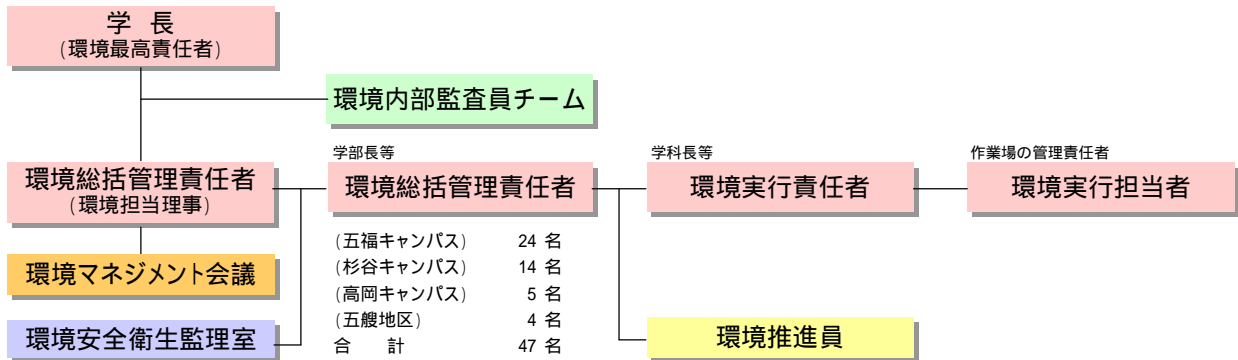 学 長
(環境最高責任者)
環境内部監査員チーム
環境総括管理責任者
(環境担当理事)
学部長等
環境総括管理責任者
学科長等
環境実行責任者
作業場の管理責任者
環境実行担当者
(五福キャンパス) 24 名
(杉谷キャンパス) 14 名
(高岡キャンパス) 5 名
(五艘地区) 4 名
合 計 47 名
環境マネジメント会議
環境安全衛生監理室
環境推進員